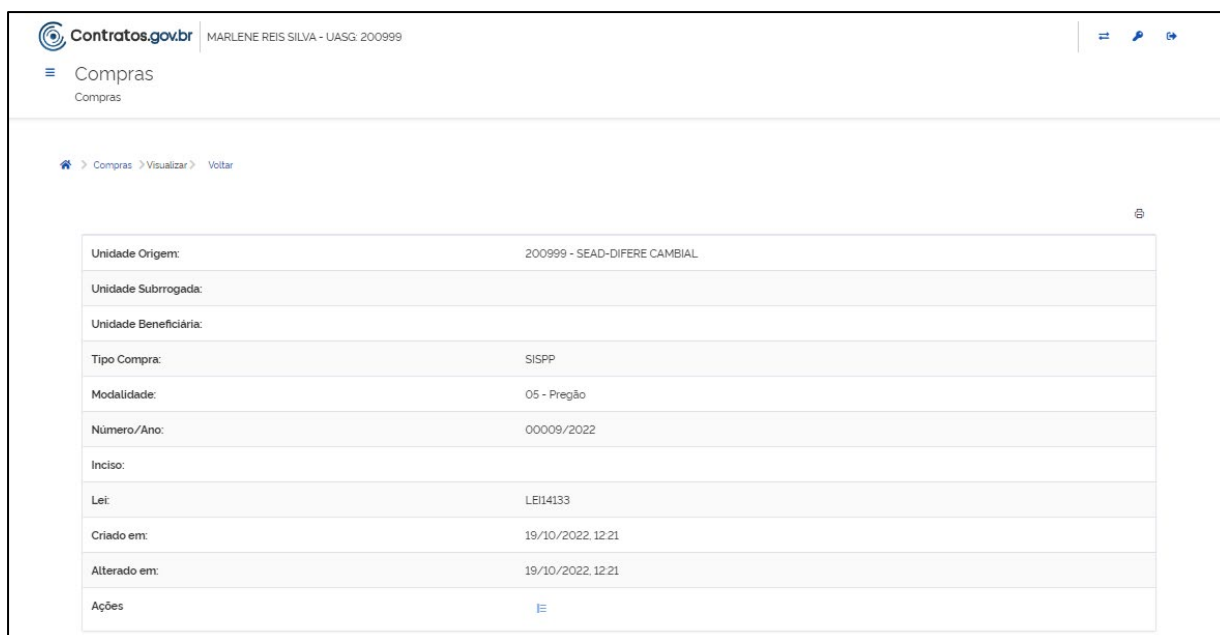 Contratos.gov.br MARLENE REIS SILVA - UASG: 200999
Compras
Compras
> Compras > Visualizar > Voltar
Unidade Origem: 200999 - SEAD-DIFERE CAMBIAL
Unidade Subrrogada:
Unidade Beneficiária:
Tipo Compra: SISPP
Modalidade: 05 - Pregão
Número/Ano: 00009/2022
Inciso:
Lei: LEI14133
Criado em: 19/10/2022, 12:21
Alterado em: 19/10/2022, 12:21
Ações